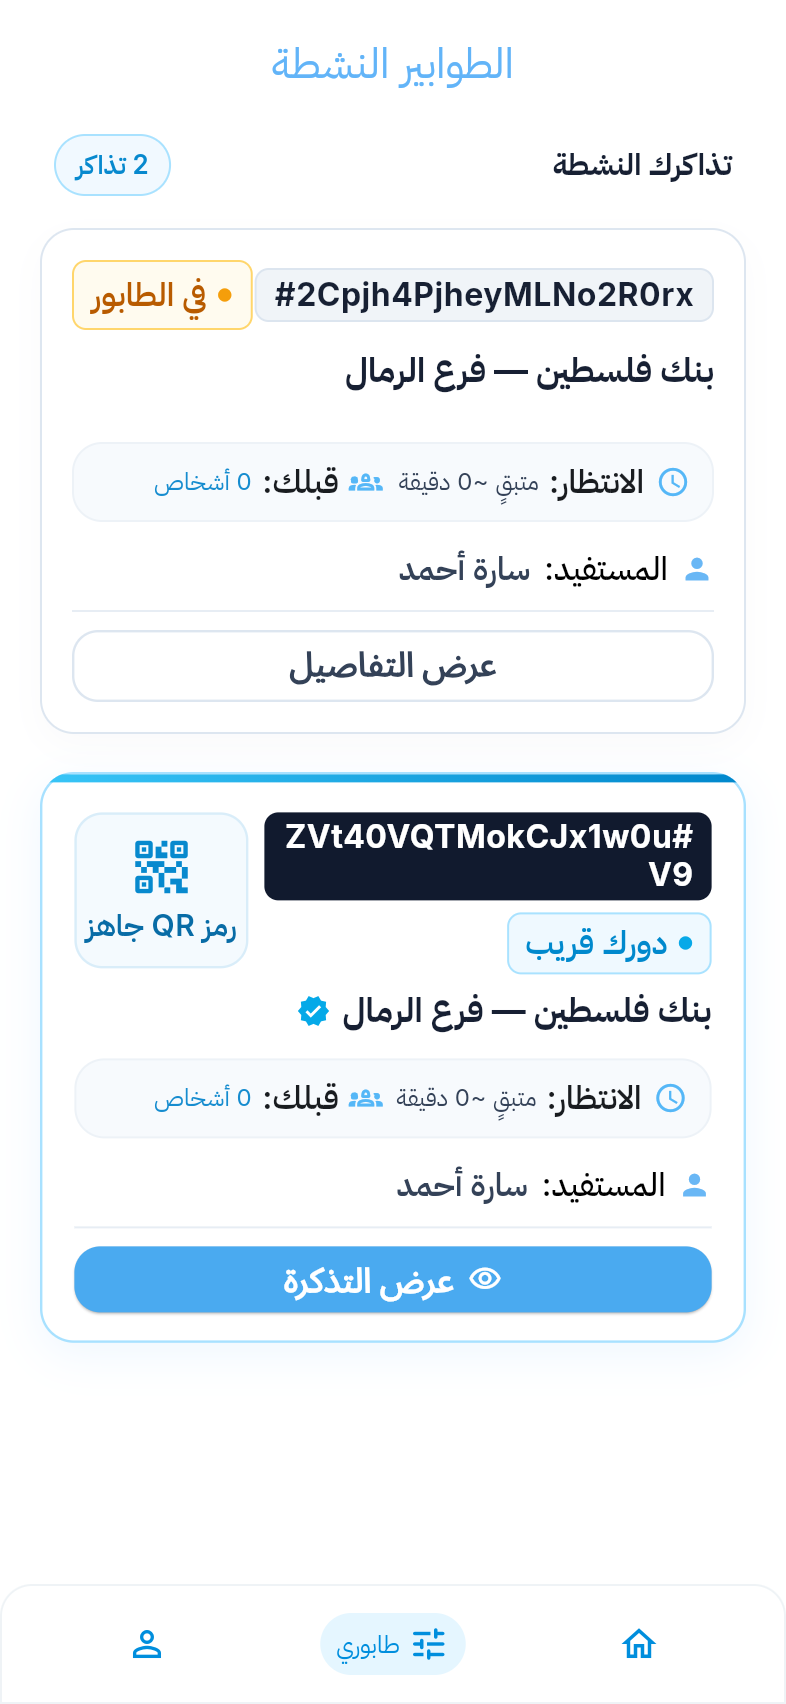 الطوابير النشطة
تذاكرك النشطة
2 تذاكر
#2Cpjh4PjheyMLNo2R0rx
في الطابور
بنك فلسطين — فرع الرمال
الانتظار: متبقٍ ~0 دقيقة قبلك: 0 أشخاص
المستفيد: سارة أحمد
عرض التفاصيل
ZVt40VQTMokCJx1w0u#
V9
رمز QR جاهز
دورك قريب
بنك فلسطين — فرع الرمال
الانتظار: متبقٍ ~0 دقيقة قبلك: 0 أشخاص
المستفيد: سارة أحمد
عرض التذكرة
طابوري